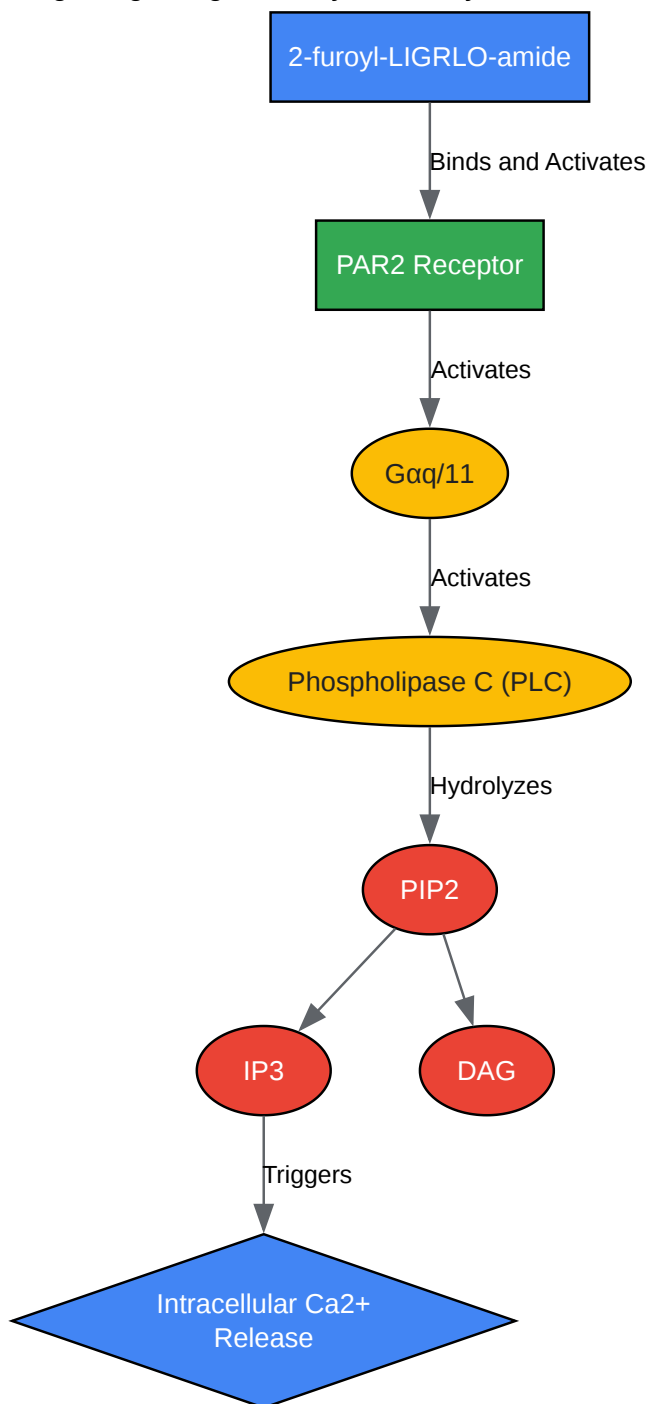 2-furoyl-LIGRLO-amide
Binds and Activates
PAR2 Receptor
Activates
Gαq/11
Activates
Phospholipase C (PLC)
Hydrolyzes
PIP2
IP3
DAG
Triggers
Intracellular Ca2+
Release